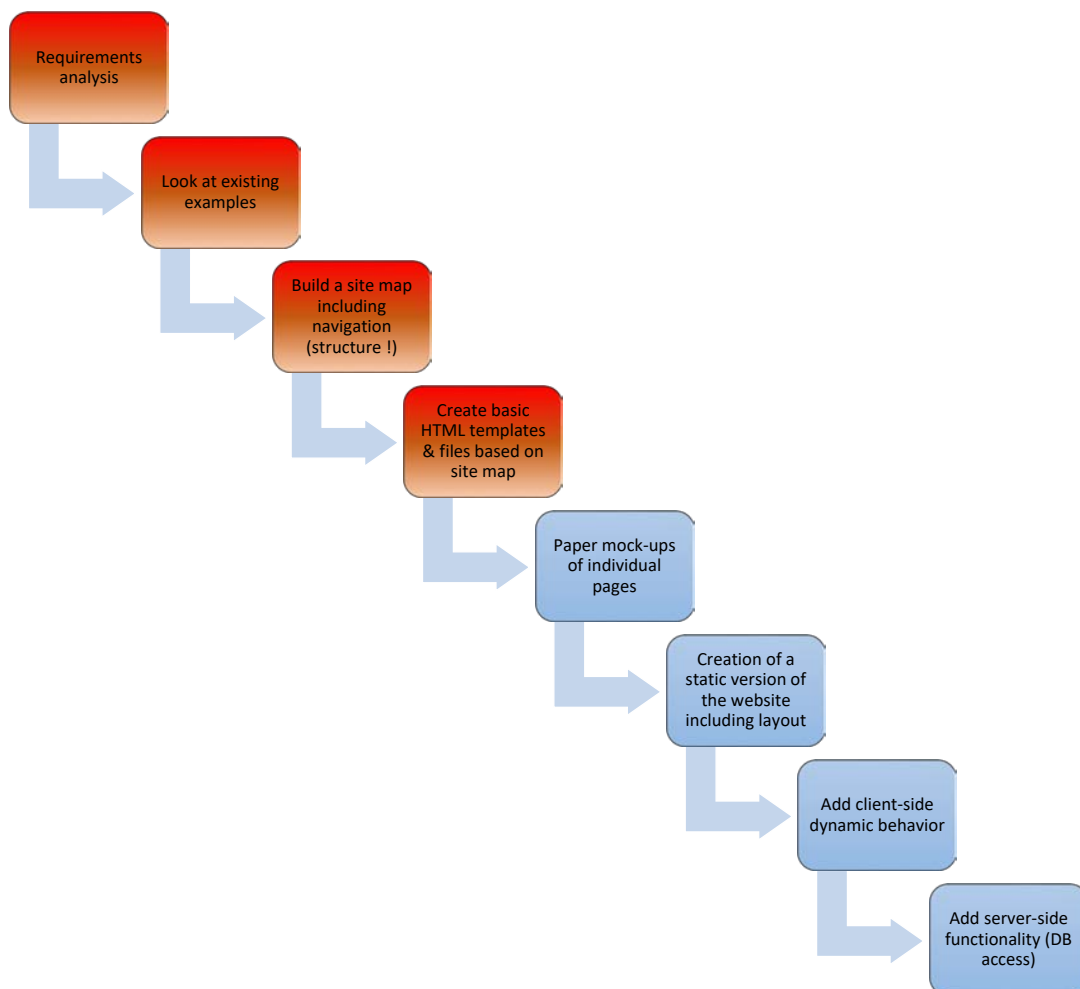 Requirements
analysis
Look at existing
examples
Build a site map
including
navigation
(structure !)
Create basic
HTML templates
& files based on
site map
Paper mock-ups
of individual
pages
Creation of a
static version of
the website
including layout
Add client-side
dynamic behavior
Add server-side
functionality (DB
access)